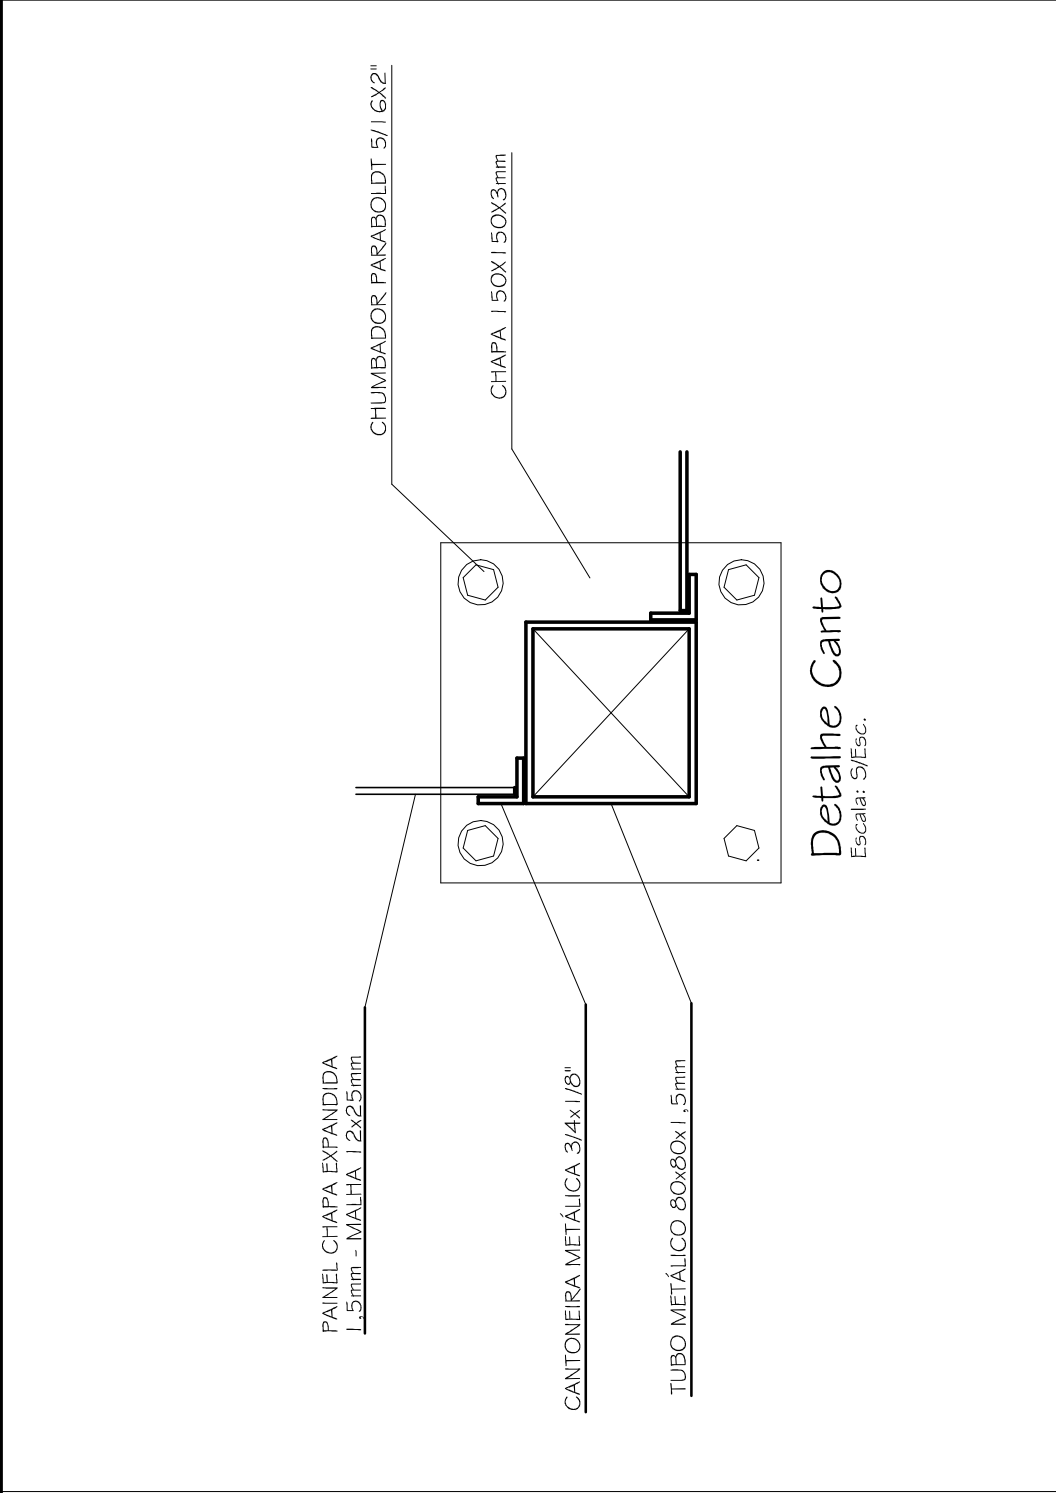 CHUMBADOR PARABOLDT 5/16X2"
CHAPA 150X150X3mm
PAINEL CHAPA EXPANDIDA
1,5mm - MALHA 12x25mm
CANTONEIRA METÁLICA 3/4x1/8"
TUBO METÁLICO 80x80x1,5mm
Detalhe Canto
Escala: S/Esc.